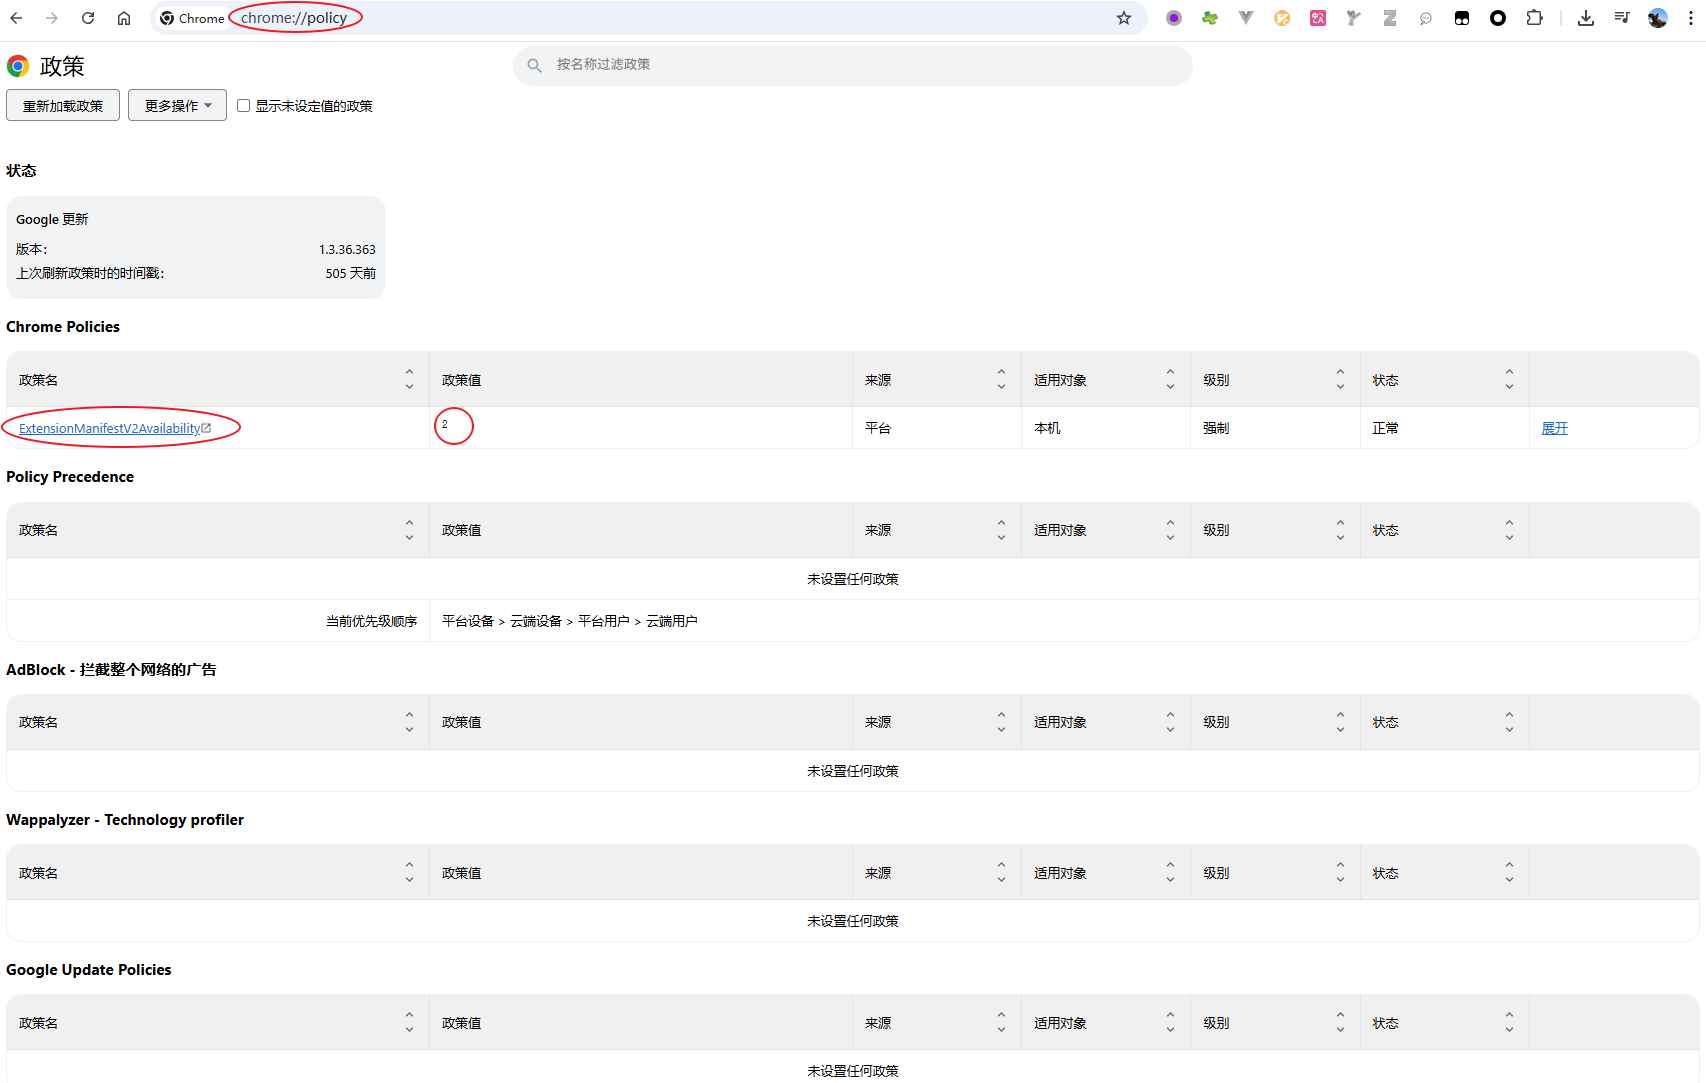 Chrome chrome://policy
政策
按名称过滤政策
重新加载政策 更多操作 显示未设定值的政策
状态
Google 更新
版本: 1.3.36.363
上次刷新政策时的时间戳: 505 天前
Chrome Policies
政策名 政策值 来源 适用对象 级别 状态
ExtensionManifestV2Availability 2 平台 本机 强制 正常 展开
Policy Precedence
政策名 政策值 来源 适用对象 级别 状态
未设置任何政策
当前优先级顺序 平台设备 > 云端设备 > 平台用户 > 云端用户
AdBlock - 拦截整个网络的广告
政策名 政策值 来源 适用对象 级别 状态
未设置任何政策
Wappalyzer - Technology profiler
政策名 政策值 来源 适用对象 级别 状态
未设置任何政策
Google Update Policies
政策名 政策值 来源 适用对象 级别 状态
未设置任何政策